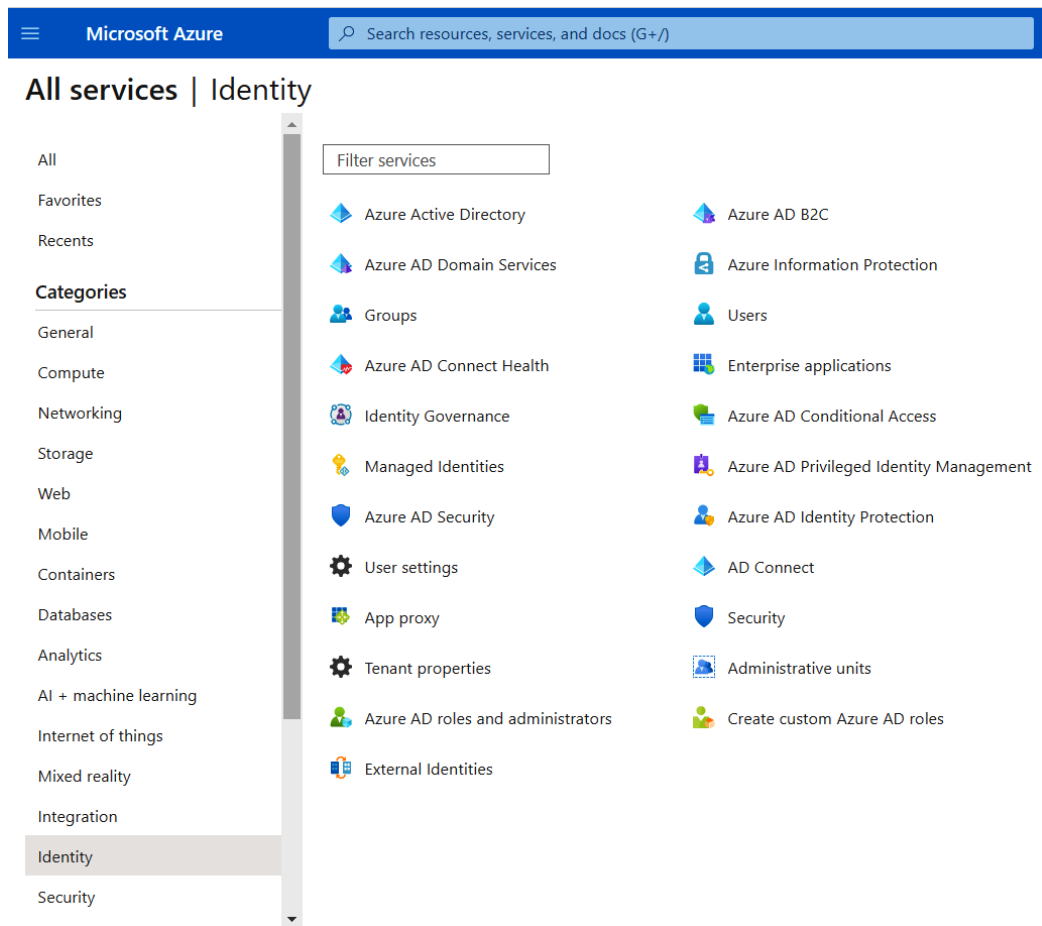 Microsoft Azure
Search resources, services, and docs (G+/)
All services | Identity
All
Favorites
Recents
Categories
General
Compute
Networking
Storage
Web
Mobile
Containers
Databases
Analytics
AI + machine learning
Internet of things
Mixed reality
Integration
Identity
Security
Filter services
Azure Active Directory
Azure AD B2C
Azure AD Domain Services
Azure Information Protection
Groups
Users
Azure AD Connect Health
Enterprise applications
Identity Governance
Azure AD Conditional Access
Managed Identities
Azure AD Privileged Identity Management
Azure AD Security
Azure AD Identity Protection
User settings
AD Connect
App proxy
Security
Tenant properties
Administrative units
Azure AD roles and administrators
Create custom Azure AD roles
External Identities